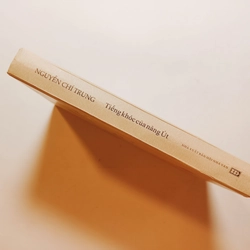 NGUYỄN CHÍ TRUNG
Tiếng khóc của nàng Út